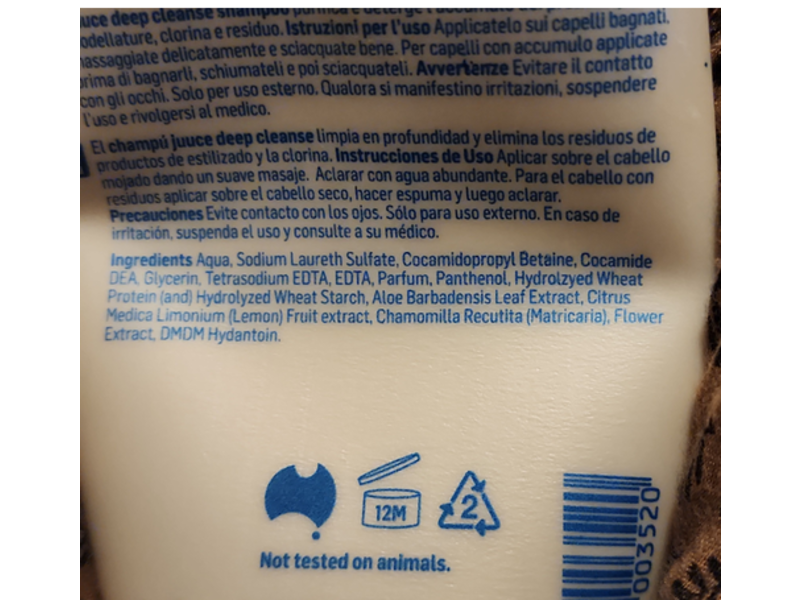 uce deep cleanse shampoo purifica e deterge l'accumulo
odellature, clorina e residuo. Istruzioni per l'uso Applicatelo sui capelli bagnati.
massaggiate delicatamente e sciacquate bene. Per capelli con accumulo applicate
prima di bagnarli, schiumateli e poi sciacquateli. Avvertenze Evitare il contatto
con gli occhi. Solo per uso esterno. Qualora si manifestino irritazioni, sospendere
l'uso e rivolgersi al medico.
El champú juuce deep cleanse limpia en profundidad y elimina los residuos de
productos de estilizado y la clorina. Instrucciones de Uso Aplicar sobre el cabello
mojado dando un suave masaje. Aclarar con agua abundante. Para el cabello con
residuos aplicar sobre el cabello seco, hacer espuma y luego aclarar.
Precauciones Evite contacto con los ojos. Sólo para uso externo. En caso de
irritación, suspenda el uso y consulte a su médico.
Ingredients Aqua, Sodium Laureth Sulfate, Cocamidopropyl Betaine, Cocamide
DEA, Glycerin, Tetrasodium EDTA, EDTA, Parfum, Panthenol, Hydrolzyed Wheat
Protein (and) Hydrolyzed Wheat Starch, Aloe Barbadensis Leaf Extract, Citrus
Medica Limonium (Lemon) Fruit extract, Chamomilla Recutita (Matricaria), Flower
Extract, DMDM Hydantoin.
12M
2
Not tested on animals.
003520